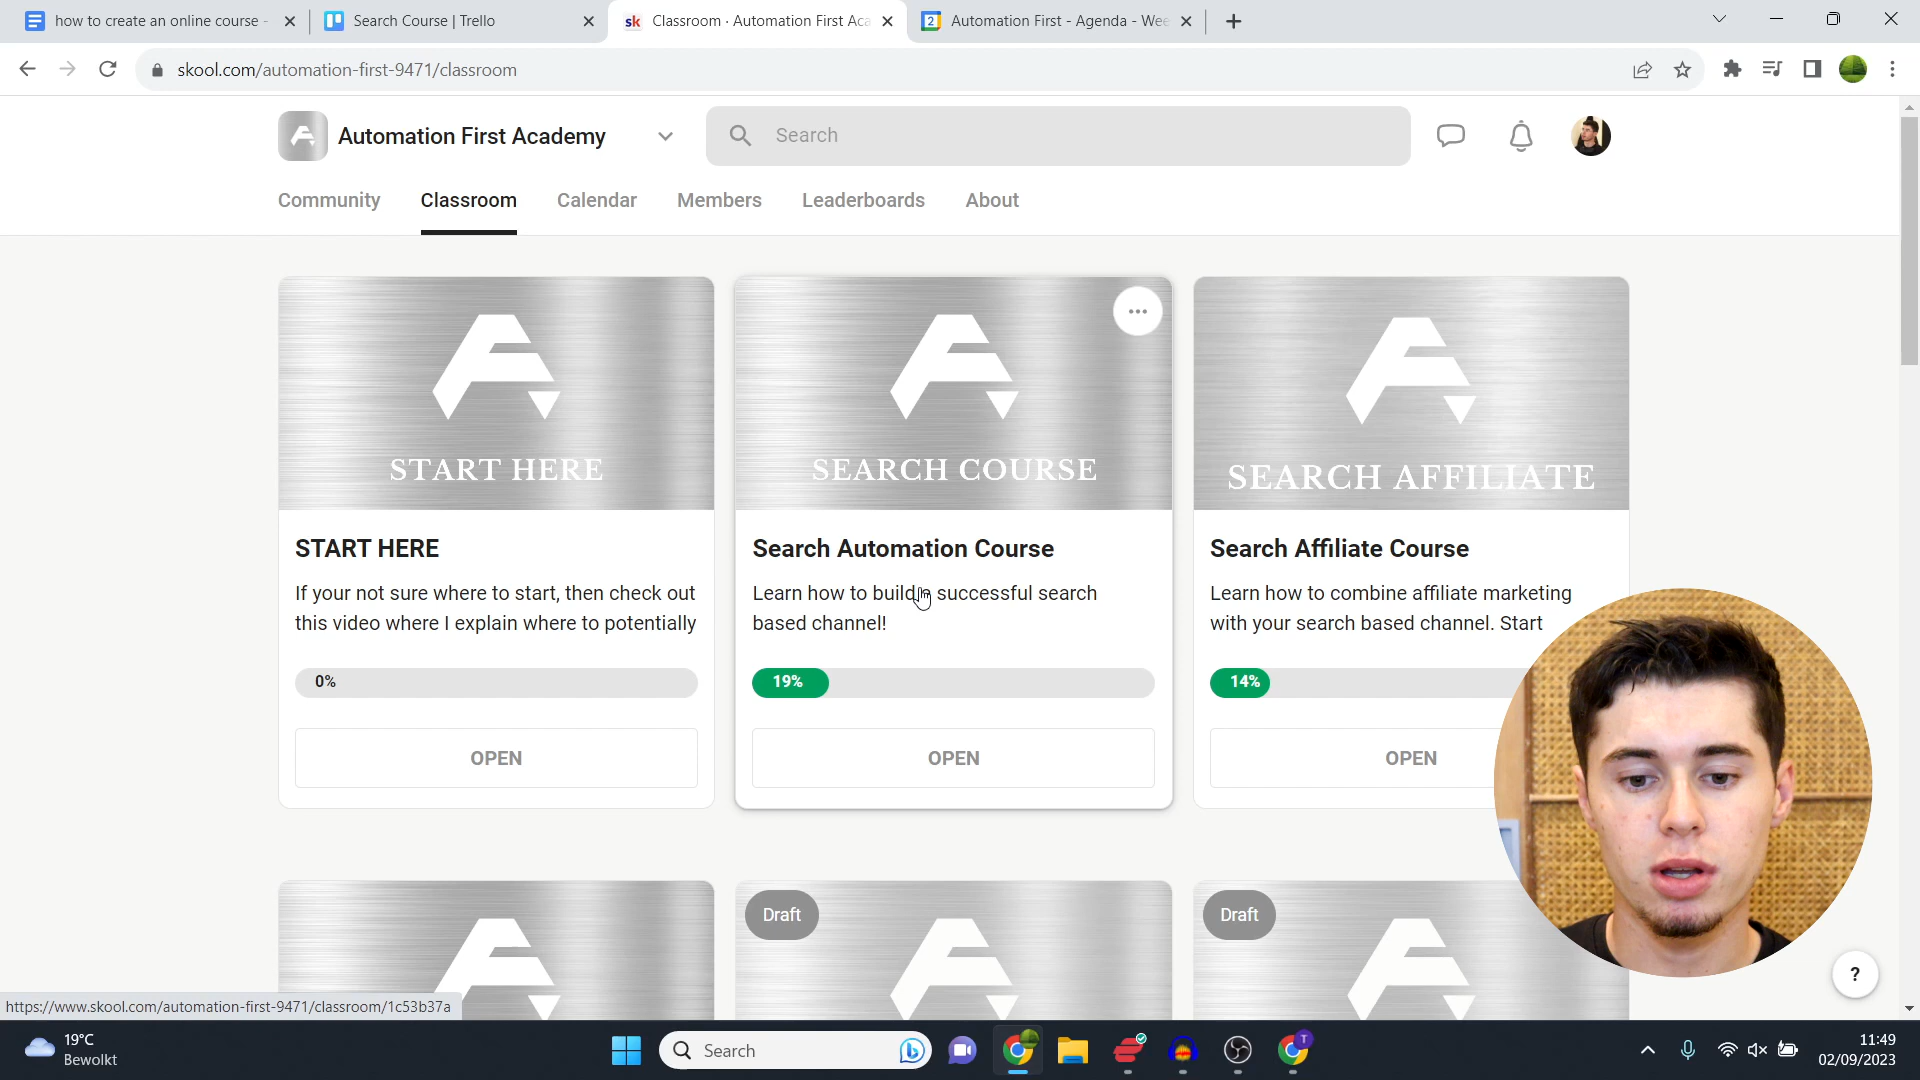 how to create an online course -
Search Course | Trello
sk Classroom · Automation First Aca
2 Automation First - Agenda - Wee
skool.com/automation-first-9471/classroom
Automation First Academy
Search
Community
Classroom
Calendar
Members
Leaderboards
About
START HERE
SEARCH COURSE
SEARCH AFFILIATE
START HERE
If your not sure where to start, then check out
this video where I explain where to potentially
0%
OPEN
Search Automation Course
Learn how to build successful search
based channel!
19%
OPEN
Search Affiliate Course
Learn how to combine affiliate marketing
with your search based channel. Start
14%
OPEN
Draft
Draft
?
https://www.skool.com/automation-first-9471/classroom/1c53b37a
19°C
Bewolkt
Search
T
11:49
02/09/2023